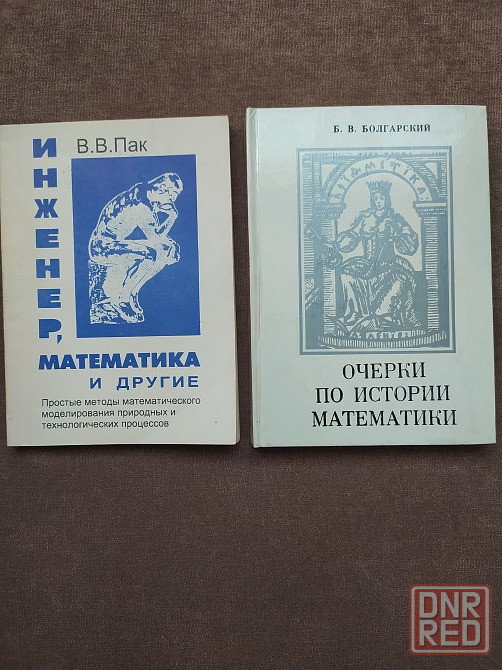 В.В.Пак
ИНЖЕНЕР,
МАТЕМАТИКА
И ДРУГИЕ
Простые методы математического
моделирования природных и
технологических процессов
Б. В. БОЛГАРСКИЙ
ОЧЕРКИ
ПО ИСТОРИИ
МАТЕМАТИКИ
DNR
RED